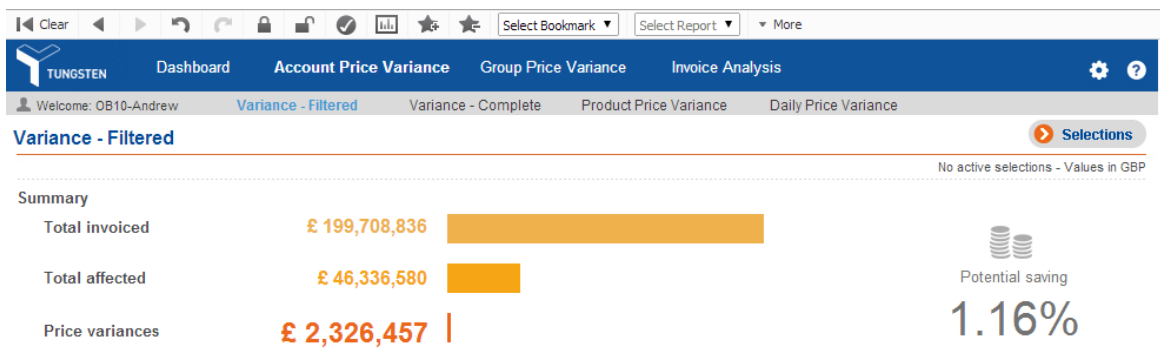 Clear Select Bookmark Select Report More
TUNGSTEN Dashboard Account Price Variance Group Price Variance Invoice Analysis ?
Welcome: OB10-Andrew Variance - Filtered Variance - Complete Product Price Variance Daily Price Variance
Variance - Filtered Selections
No active selections - Values in GBP
Summary
Total invoiced £ 199,708,836
Total affected £ 46,336,580 Potential saving
Price variances £ 2,326,457 1.16%